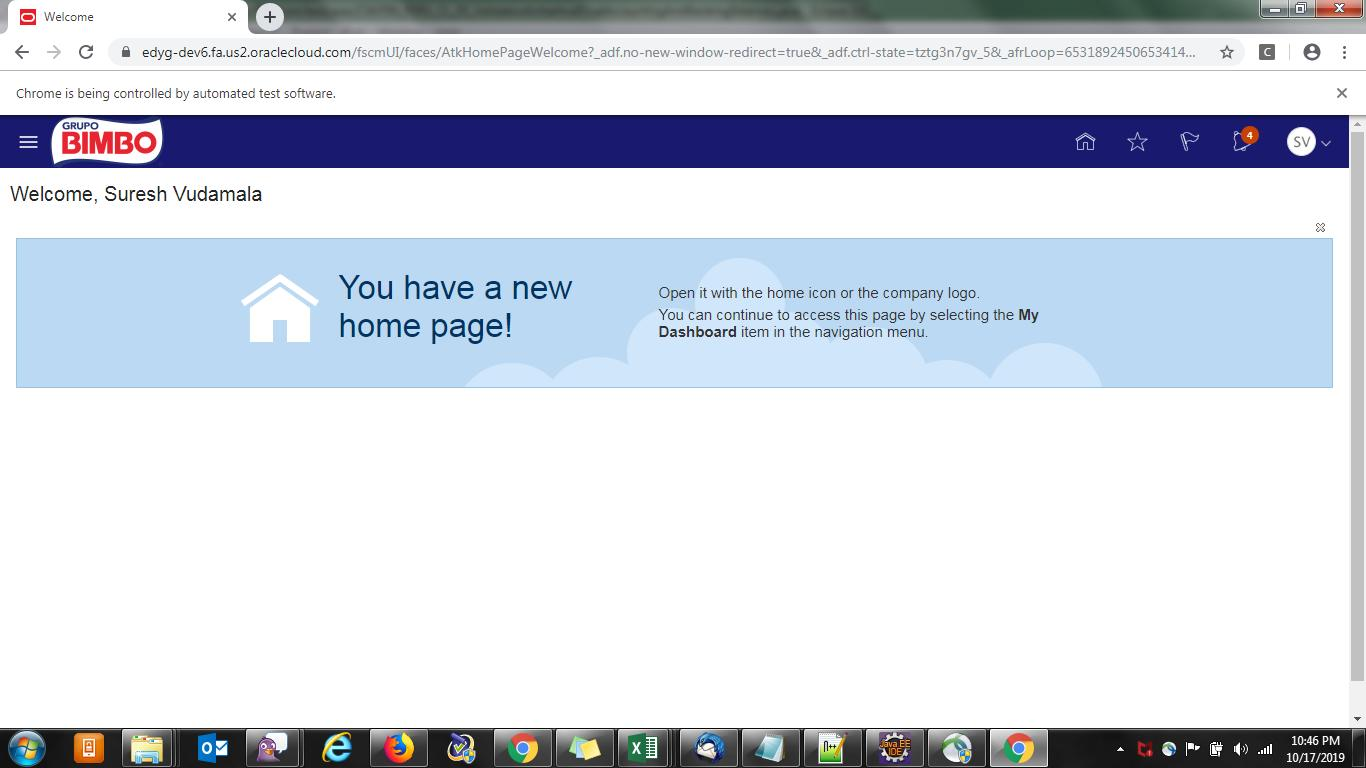 Welcome
edyg-dev6.fa.us2.oraclecloud.com/fscmUI/faces/AtkHomePageWelcome?_adf.no-new-window-redirect=true&_adf.ctrl-state=tztg3n7gv_5&_afrLoop=6531892450653414...
C
Chrome is being controlled by automated test software.
GRUPO
BIMBO
4
SV
Welcome, Suresh Vudamala
You have a new
home page!
Open it with the home icon or the company logo.
You can continue to access this page by selecting the My
Dashboard item in the navigation menu.
Java EE
IDE
10:46 PM
10/17/2019